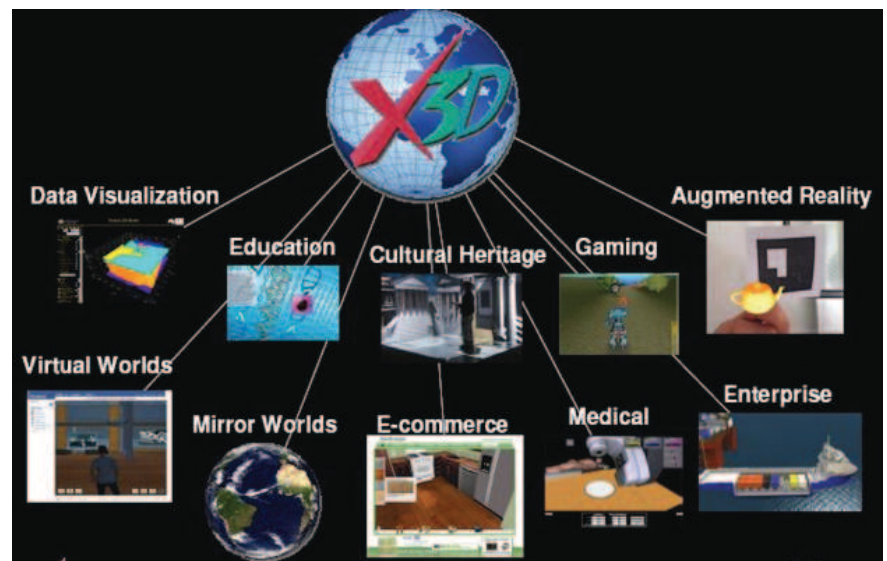 X3D
Data Visualization
Augmented Reality
Education
Cultural Heritage
Gaming
Virtual Worlds
Mirror Worlds
E-commerce
Medical
Enterprise